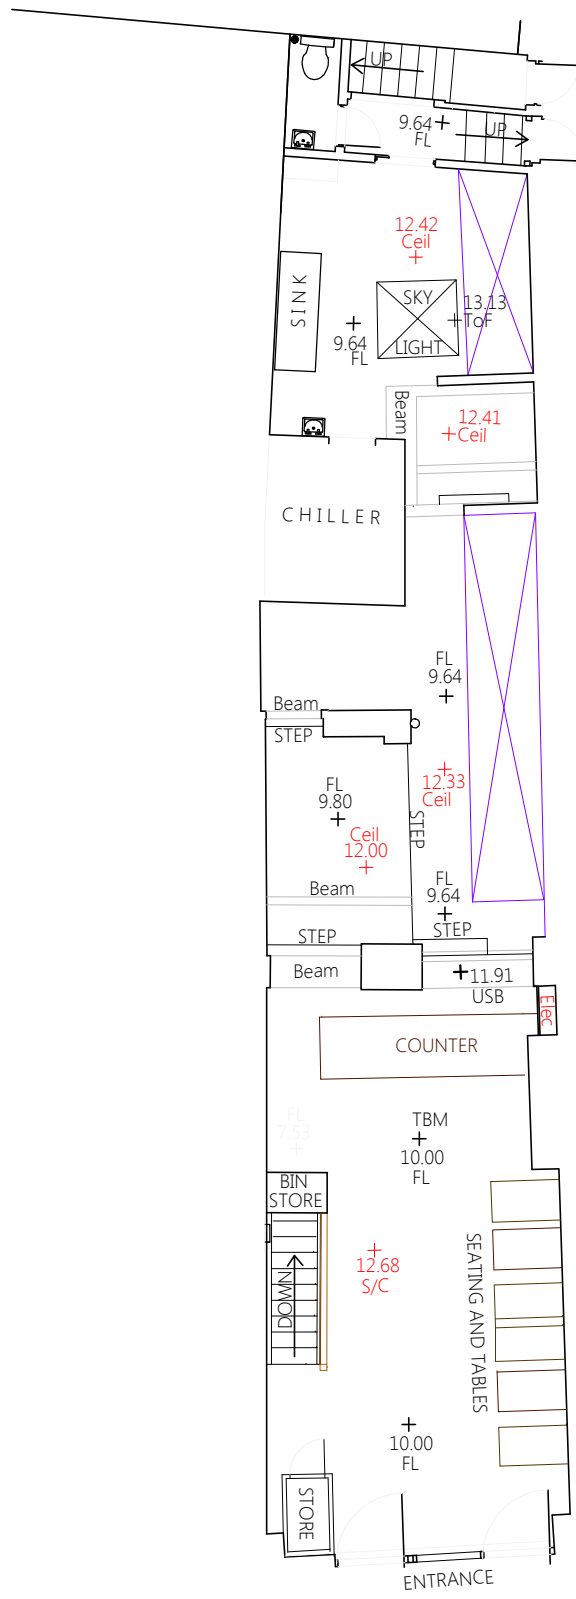 UP
9.64
FL
UP
12.42
Ceil
SINK
SKY
LIGHT
13.13
ToF
9.64
FL
Beam
12.41
Ceil
CHILLER
FL
9.64
Beam
STEP
12.33
Ceil
FL
9.80
STEP
Ceil
12.00
FL
9.64
Beam
STEP
STEP
Beam
11.91
USB
Elec
COUNTER
FL
7.53
TBM
10.00
FL
BIN
STORE
DOWN
12.68
S/C
SEATING AND TABLES
10.00
FL
STORE
ENTRANCE